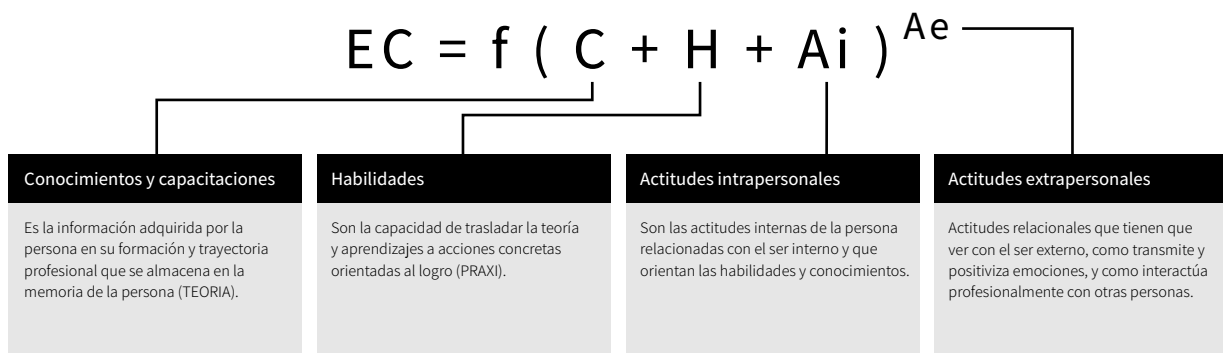 EC = f ( C + H + Ai ) Ae
Conocimientos y capacitaciones
Es la información adquirida por la
persona en su formación y trayectoria
profesional que se almacena en la
memoria de la persona (TEORIA).
Habilidades
Son la capacidad de trasladar la teoría
y aprendizajes a acciones concretas
orientadas al logro (PRAXI).
Actitudes intrapersonales
Son las actitudes internas de la persona
relacionadas con el ser interno y que
orientan las habilidades y conocimientos.
Actitudes extrapersonales
Actitudes relacionales que tienen que
ver con el ser externo, como transmite y
positiviza emociones, y como interactúa
profesionalmente con otras personas.